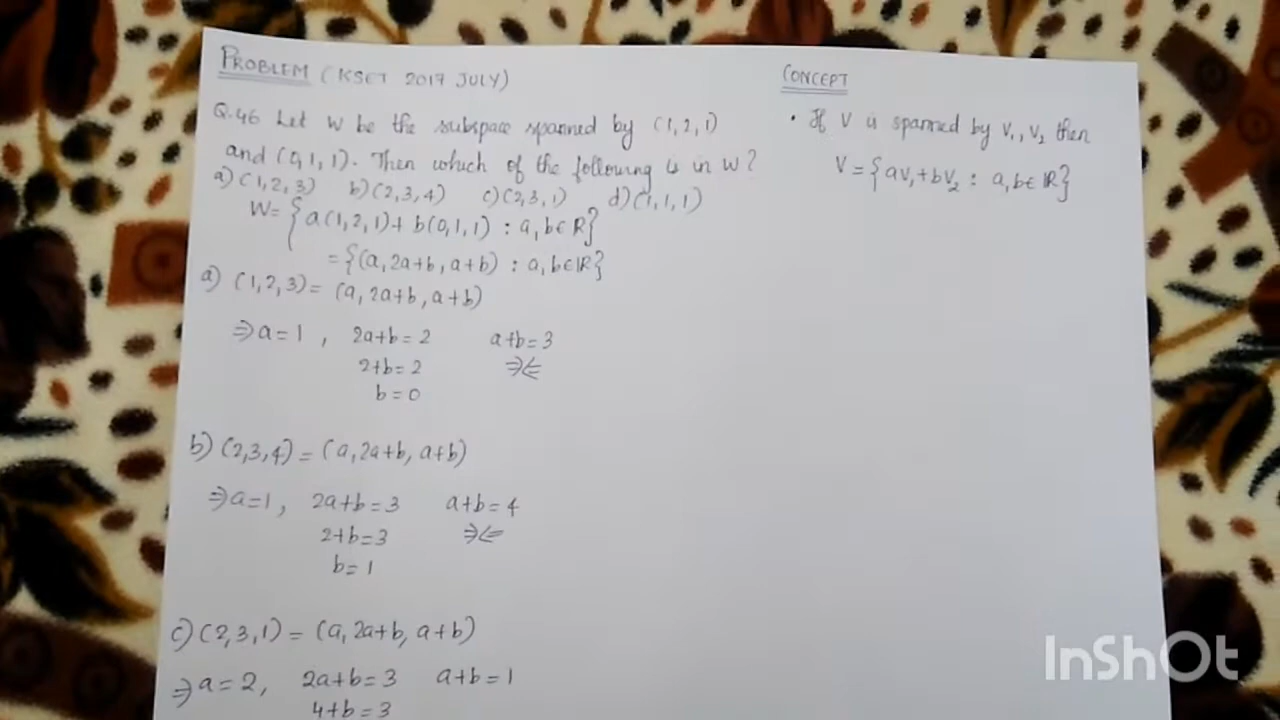 PROBLEM (KSET 2017 JULY)
Q.46 Let W be the subspace spanned by (1,2,1)
and (0,1,1). Then which of the following is in W?
a) (1,2,3) b) (2,3,4) c) (2,3,1) d) (1,1,1)
W= {a(1,2,1)+ b(0,1,1) : a,b∈ℝ}
={(a, 2a+b, a+b) : a,b∈ℝ}
a) (1,2,3)= (a, 2a+b, a+b)
⇒a=1 , 2a+b=2 a+b=3
2+b=2 ⇒⇐
b=0
b) (2,3,4) = (a, 2a+b, a+b)
⇒a=1, 2a+b=3 a+b=4
2+b=3 ⇒⇐
b=1
c) (2,3,1) = (a, 2a+b, a+b)
⇒a=2, 2a+b=3 a+b=1
4+b=3
CONCEPT
• If V is spanned by v₁, v₂ then
V={av₁+bv₂ : a,b∈ℝ}
InShOt